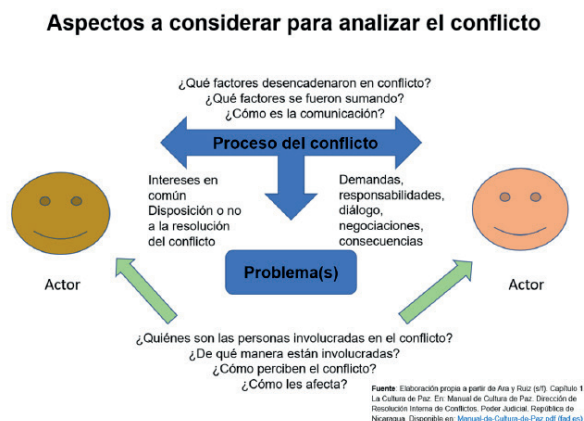 Aspectos a considerar para analizar el conflicto
¿Qué factores desencadenaron en conflicto?
¿Qué factores se fueron sumando?
¿Cómo es la comunicación?
Proceso del conflicto
Intereses en
común
Disposición o no
a la resolución
del conflicto
Demandas,
responsabilidades,
diálogo,
negociaciones,
consecuencias
Problema(s)
Actor
Actor
¿Quiénes son las personas involucradas en el conflicto?
¿De qué manera están involucradas?
¿Cómo perciben el conflicto?
¿Cómo les afecta?
Fuente: Elaboración propia a partir de Ara y Ruiz (s/f). Capítulo 1
La Cultura de Paz. En: Manual de Cultura de Paz. Dirección de
Resolución Interna de Conflictos. Poder Judicial. República de
Nicaragua. Disponible en: Manual-de-Cultura-de-Paz.pdf (fad.es)